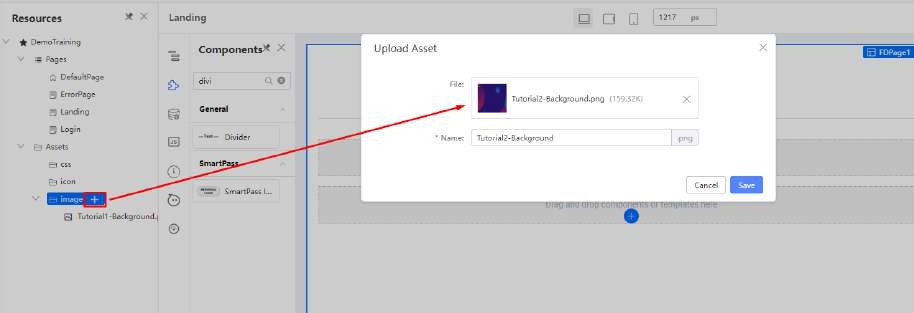 Resources
DemoTraining
Pages
DefaultPage
ErrorPage
Landing
Login
Assets
css
icon
image
Tutorial1-Background.p
Landing
1217 ps
Components
divi
General
Divider
SmartPass
SmartPass I...
FDPage1
Upload Asset
File:
Tutorial2-Background.png (159.32K)
* Name: Tutorial2-Background .png
Cancel Save
Drag and drop components or templates here